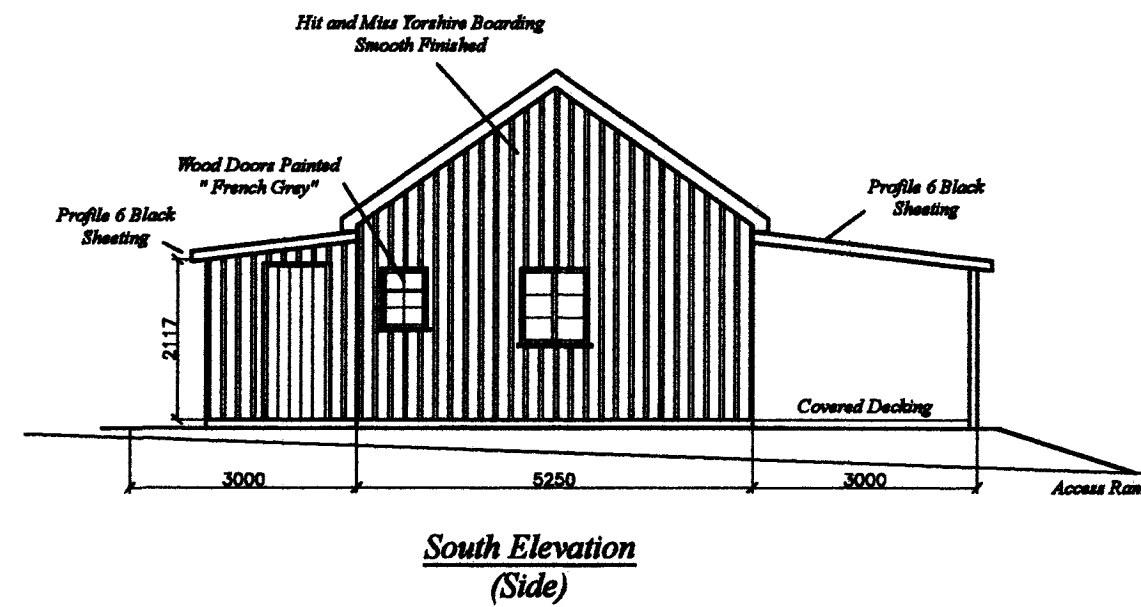 Hit and Miss Yorshire Boarding
Smooth Finished
Wood Doors Painted
" French Grey"
Profile 6 Black
Sheeting
Profile 6 Black
Sheeting
2117
Covered Decking
3000
5250
3000
Access Ram
South Elevation
(Side)